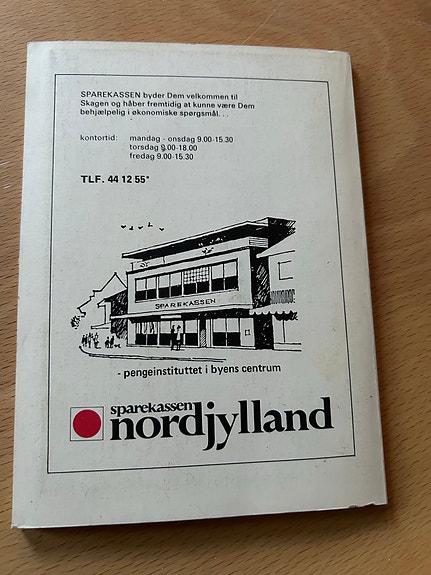 SPAREKASSEN byder Dem velkommen til
Skagen og håber fremtidig at kunne være Dem
behjælpelig i økonomiske spørgsmål. . .
kontortid: mandag - onsdag 9.00-15.30
torsdag 9.00-18.00
fredag 9.00-15.30
TLF. 44 12 55*
SPAREKASSEN
- pengeinstituttet i byens centrum
sparekassen
nordjylland